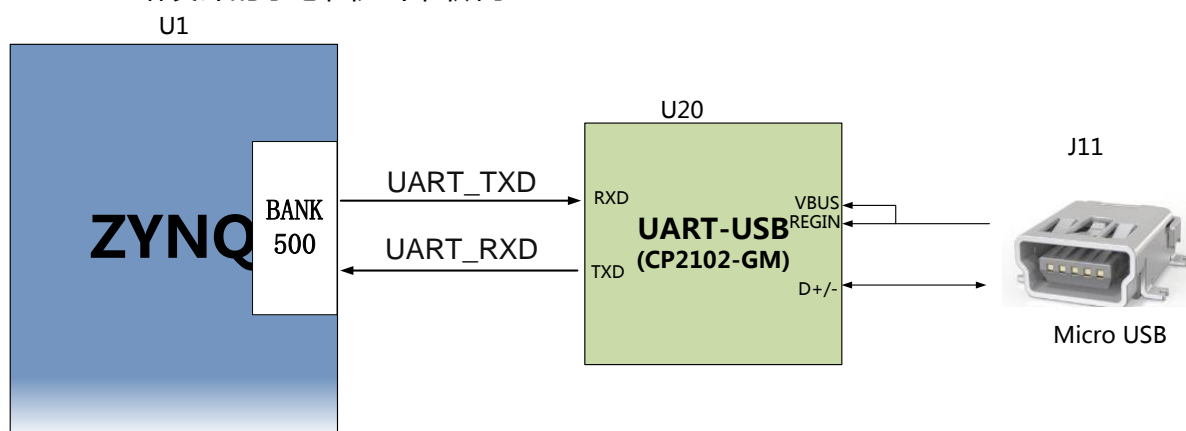 U1
ZYNQ
BANK
500
UART_TXD
UART_RXD
U20
RXD
TXD
UART-USB
(CP2102-GM)
VBUS
REGIN
D+/-
J11
Micro USB